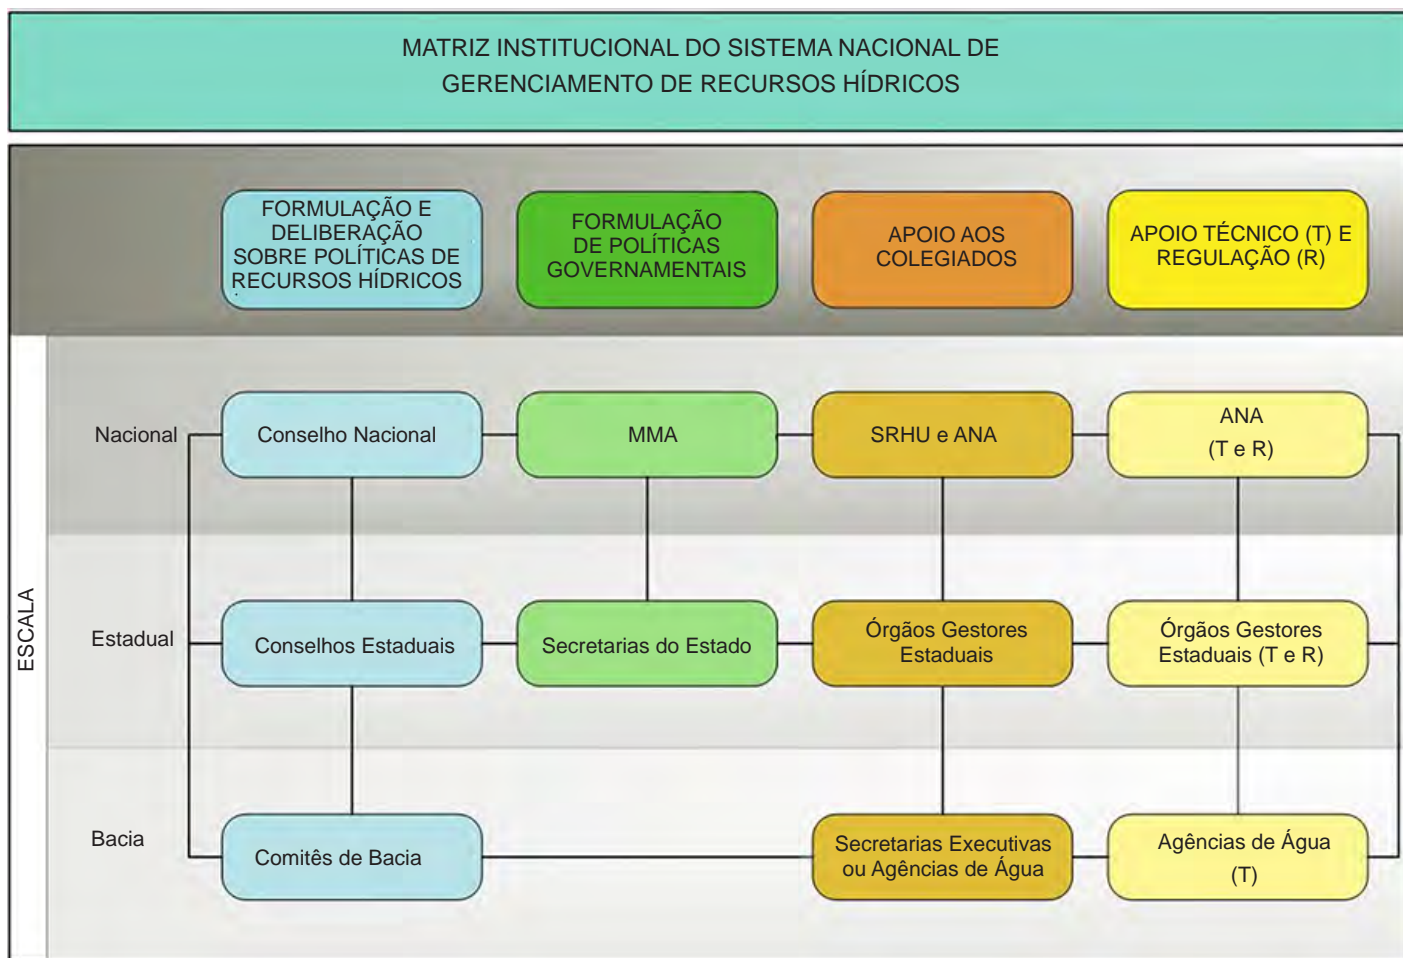 MATRIZ INSTITUCIONAL DO SISTEMA NACIONAL DE
GERENCIAMENTO DE RECURSOS HÍDRICOS
FORMULAÇÃO E
DELIBERAÇÃO
SOBRE POLÍTICAS DE
RECURSOS HÍDRICOS
FORMULAÇÃO
DE POLÍTICAS
GOVERNAMENTAIS
APOIO AOS
COLEGIADOS
APOIO TÉCNICO (T) E
REGULAÇÃO (R)
ESCALA
Nacional
Conselho Nacional
MMA
SRHU e ANA
ANA
(T e R)
Estadual
Conselhos Estaduais
Secretarias do Estado
Órgãos Gestores
Estaduais
Órgãos Gestores
Estaduais (T e R)
Bacia
Comitês de Bacia
Secretarias Executivas
ou Agências de Água
Agências de Água
(T)